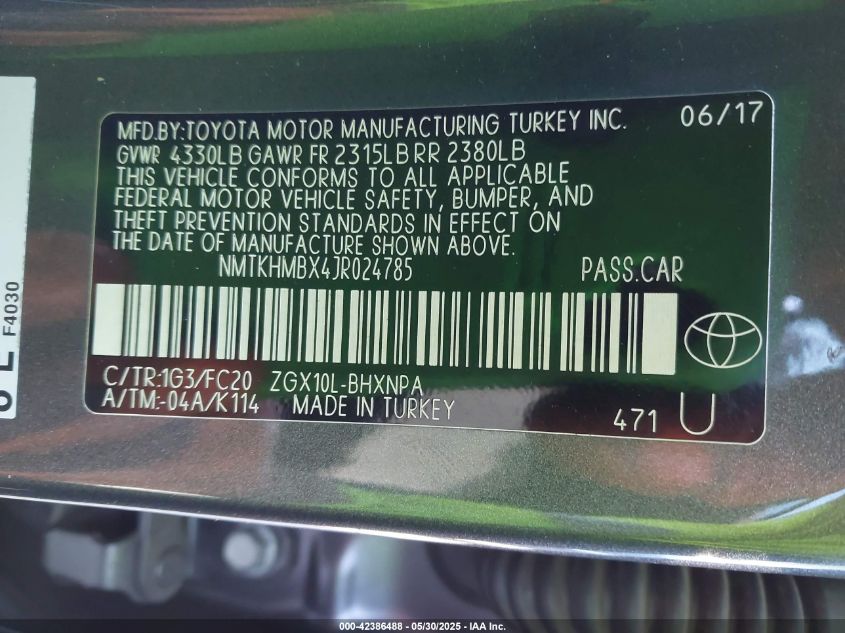 MFD.BY:TOYOTA MOTOR MANUFACTURING TURKEY INC. 06/17
GVWR 4330LB GAWR FR 2315LB RR 2380LB
THIS VEHICLE CONFORMS TO ALL APPLICABLE
FEDERAL MOTOR VEHICLE SAFETY, BUMPER, AND
THEFT PREVENTION STANDARDS IN EFFECT ON
THE DATE OF MANUFACTURE SHOWN ABOVE.
NMTKHMBX4JR024785 PASS.CAR
C/TR:1G3/FC20 ZGX10L-BHXNPA
A/TM:-04A/K114 MADE IN TURKEY
471 U
F4030
000-42386488 - 05/30/2025 - IAA Inc.